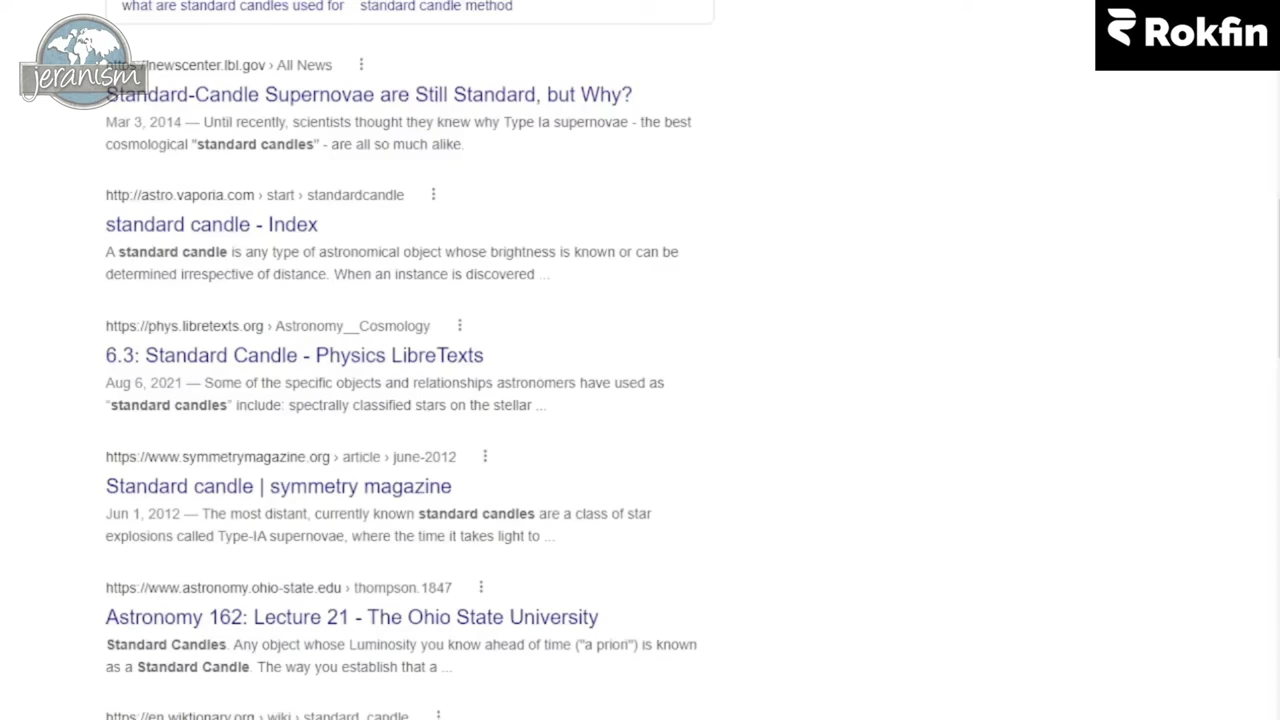 what are standard candles used for standard candle method
Rokfin
https://newscenter.lbl.gov › All News
jeranism
Standard-Candle Supernovae are Still Standard, but Why?
Mar 3, 2014 — Until recently, scientists thought they knew why Type Ia supernovae - the best
cosmological "standard candles" - are all so much alike.
http://astro.vaporia.com › start › standardcandle
standard candle - Index
A standard candle is any type of astronomical object whose brightness is known or can be
determined irrespective of distance. When an instance is discovered ...
https://phys.libretexts.org › Astronomy__Cosmology
6.3: Standard Candle - Physics LibreTexts
Aug 6, 2021 — Some of the specific objects and relationships astronomers have used as
“standard candles” include: spectrally classified stars on the stellar ...
https://www.symmetrymagazine.org › article › june-2012
Standard candle | symmetry magazine
Jun 1, 2012 — The most distant, currently known standard candles are a class of star
explosions called Type-IA supernovae, where the time it takes light to ...
https://www.astronomy.ohio-state.edu › thompson.1847
Astronomy 162: Lecture 21 - The Ohio State University
Standard Candles. Any object whose Luminosity you know ahead of time ("a priori") is known
as a Standard Candle. The way you establish that a ...
https://en.wiktionary.org › wiki › standard_candle